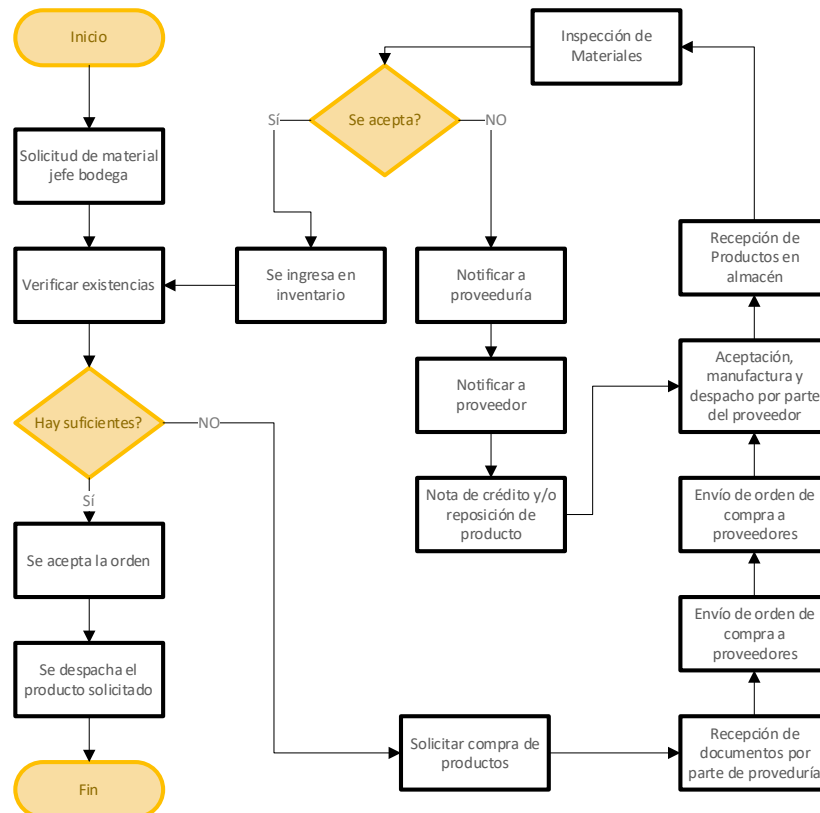 Inicio
Solicitud de material
jefe bodega
Verificar existencias
Hay suficientes?
NO
Sí
Se acepta la orden
Se despacha el
producto solicitado
Fin
Inspección de
Materiales
Se acepta?
Sí
NO
Se ingresa en
inventario
Notificar a
proveeduría
Notificar a
proveedor
Nota de crédito y/o
reposición de
producto
Solicitar compra de
productos
Recepción de
Productos en
almacén
Aceptación,
manufactura y
despacho por parte
del proveedor
Envío de orden de
compra a
proveedores
Envío de orden de
compra a
proveedores
Recepción de
documentos por
parte de proveduría